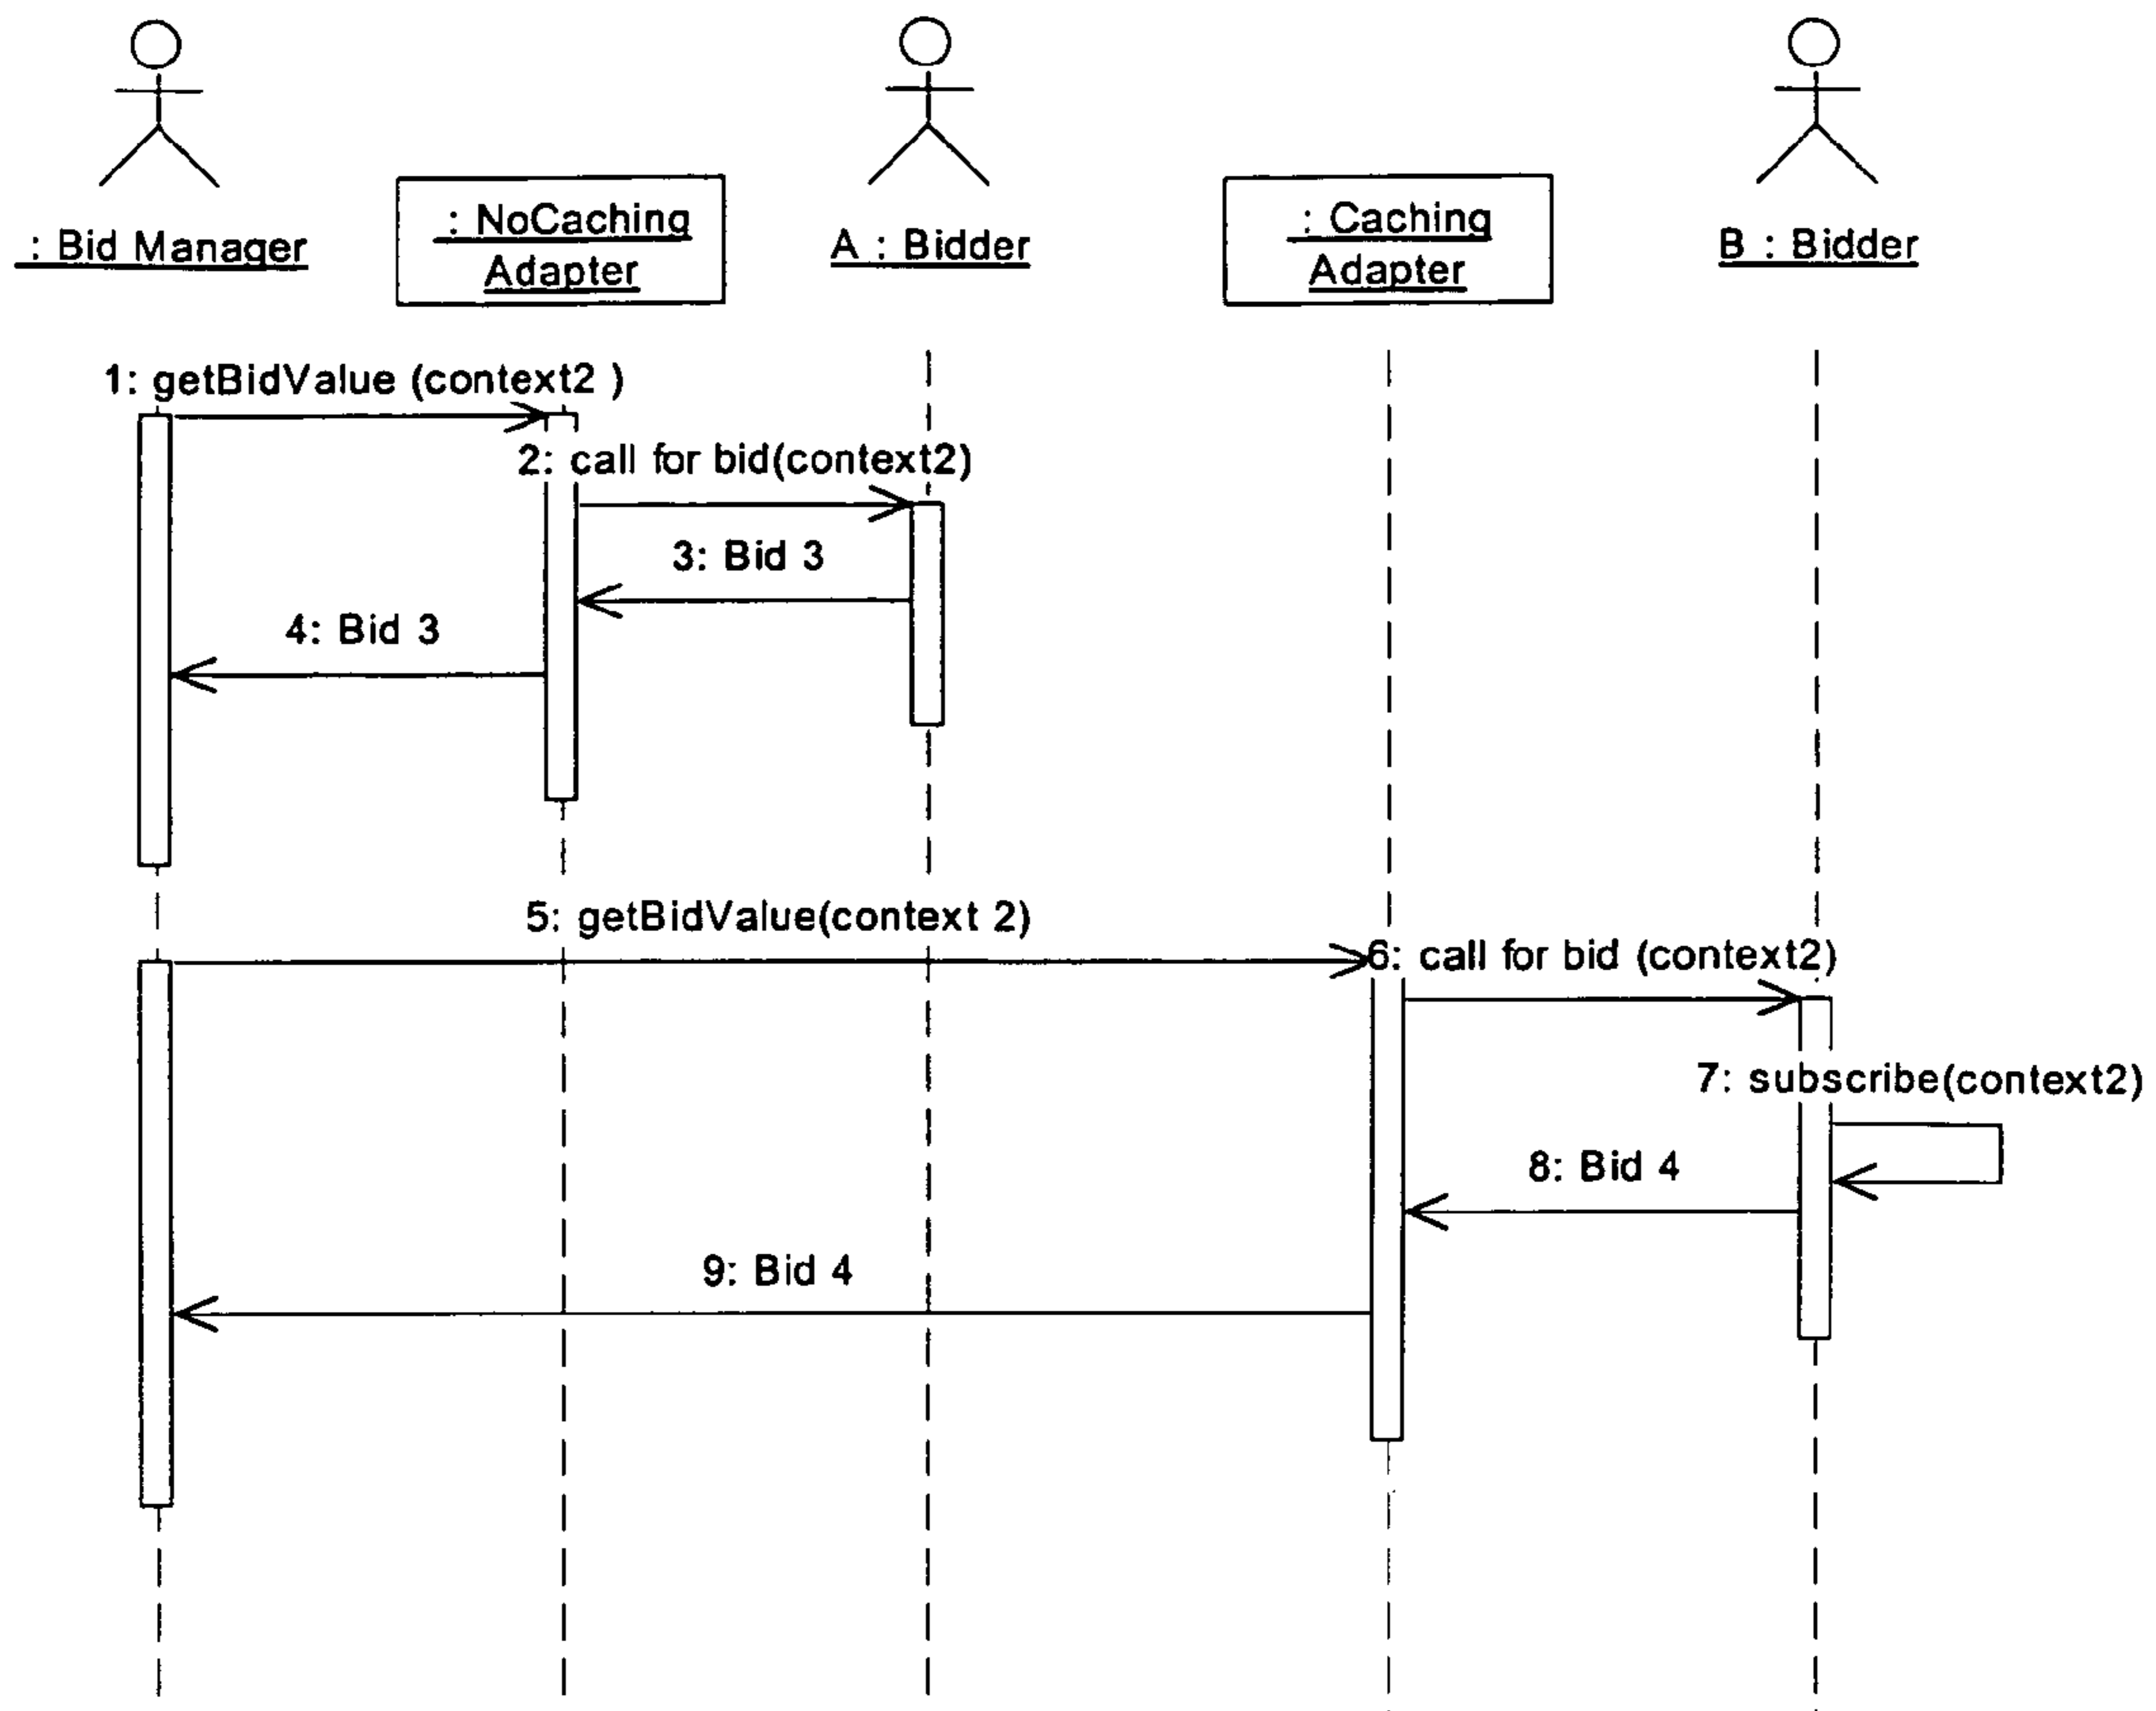 : Bid Manager
: NoCaching
Adapter
A : Bidder
: Caching
Adapter
B : Bidder
1: getBidValue (context2 )
2: call for bid(context2)
3: Bid 3
4: Bid 3
5: getBidValue(context 2)
6: call for bid (context2)
7: subscribe(context2)
8: Bid 4
9: Bid 4